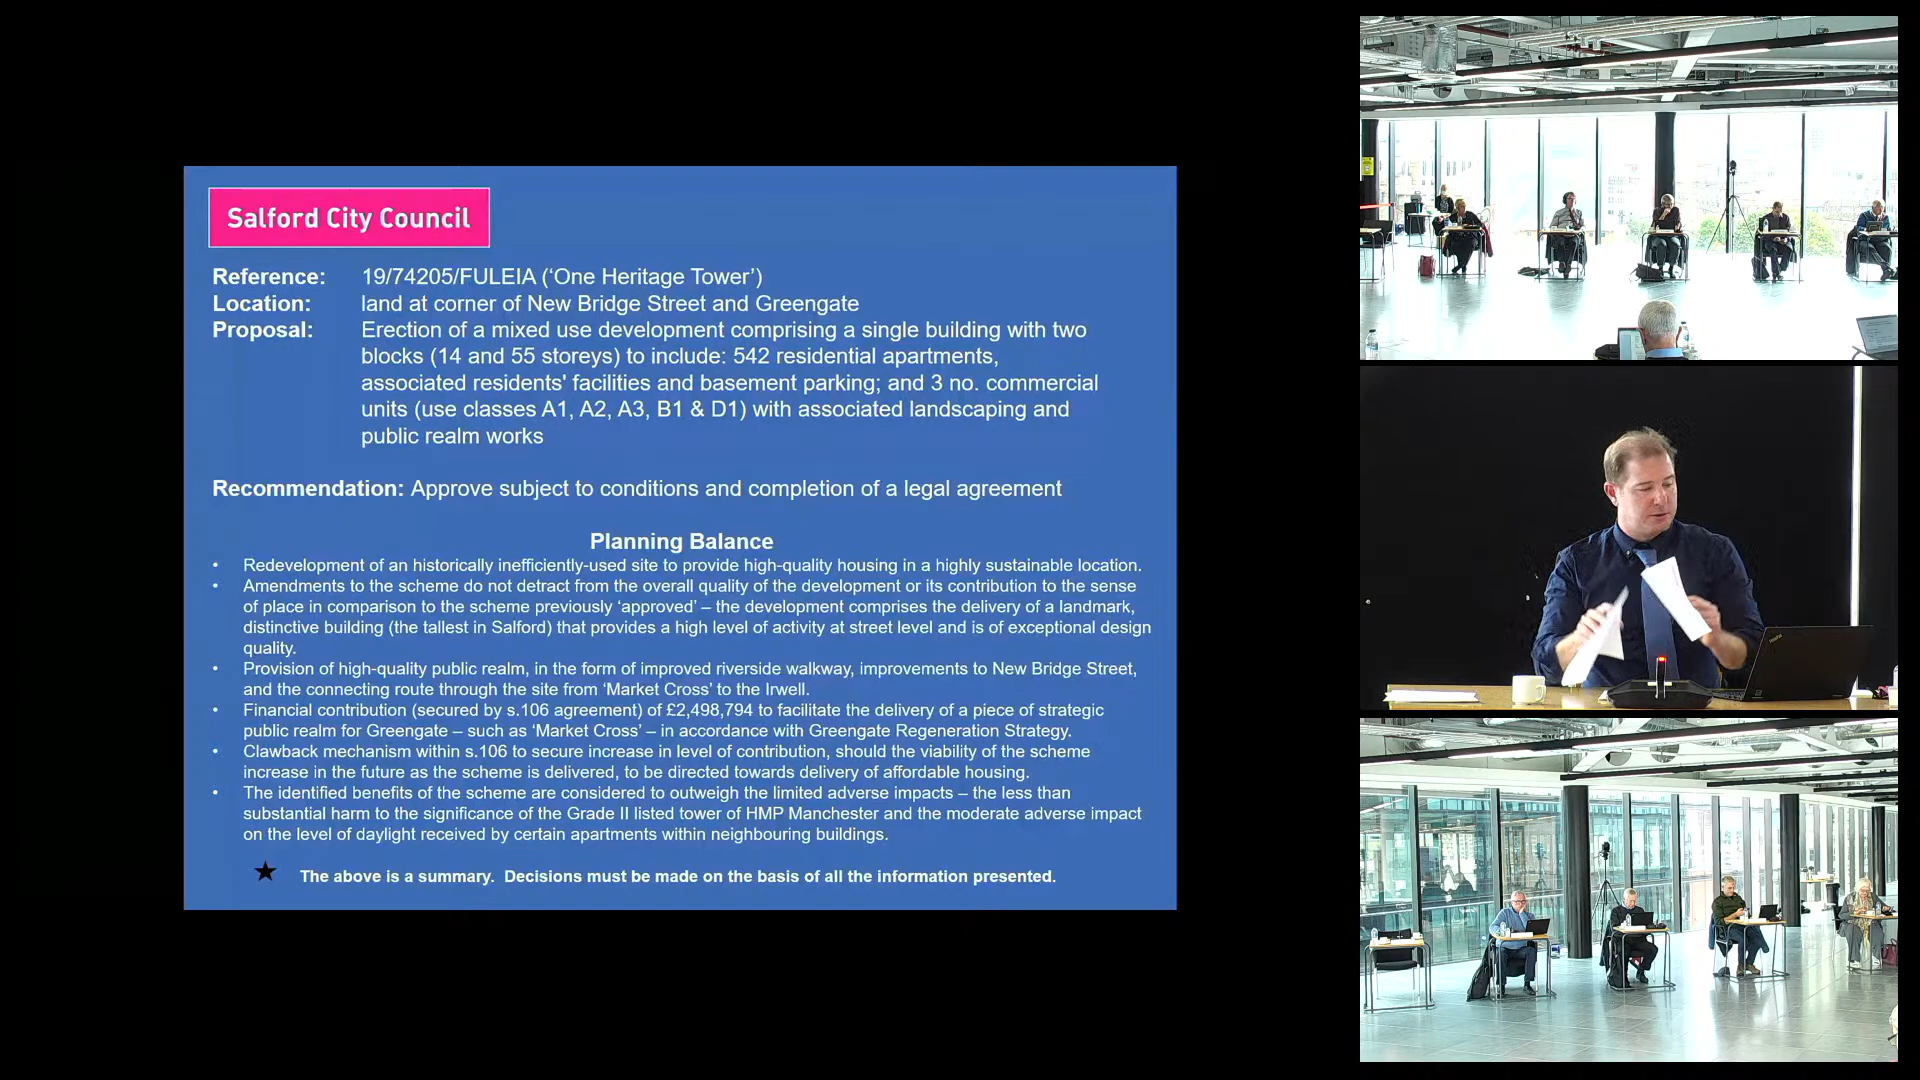 Salford City Council
Reference: 19/74205/FULEIA (‘One Heritage Tower’)
Location: land at corner of New Bridge Street and Greengate
Proposal: Erection of a mixed use development comprising a single building with two
blocks (14 and 55 storeys) to include: 542 residential apartments,
associated residents' facilities and basement parking; and 3 no. commercial
units (use classes A1, A2, A3, B1 & D1) with associated landscaping and
public realm works
Recommendation: Approve subject to conditions and completion of a legal agreement
Planning Balance
• Redevelopment of an historically inefficiently-used site to provide high-quality housing in a highly sustainable location.
• Amendments to the scheme do not detract from the overall quality of the development or its contribution to the sense
of place in comparison to the scheme previously ‘approved’ – the development comprises the delivery of a landmark,
distinctive building (the tallest in Salford) that provides a high level of activity at street level and is of exceptional design
quality.
• Provision of high-quality public realm, in the form of improved riverside walkway, improvements to New Bridge Street,
and the connecting route through the site from ‘Market Cross’ to the Irwell.
• Financial contribution (secured by s.106 agreement) of £2,498,794 to facilitate the delivery of a piece of strategic
public realm for Greengate – such as ‘Market Cross’ – in accordance with Greengate Regeneration Strategy.
• Clawback mechanism within s.106 to secure increase in level of contribution, should the viability of the scheme
increase in the future as the scheme is delivered, to be directed towards delivery of affordable housing.
• The identified benefits of the scheme are considered to outweigh the limited adverse impacts – the less than
substantial harm to the significance of the Grade II listed tower of HMP Manchester and the moderate adverse impact
on the level of daylight received by certain apartments within neighbouring buildings.
★ The above is a summary. Decisions must be made on the basis of all the information presented.